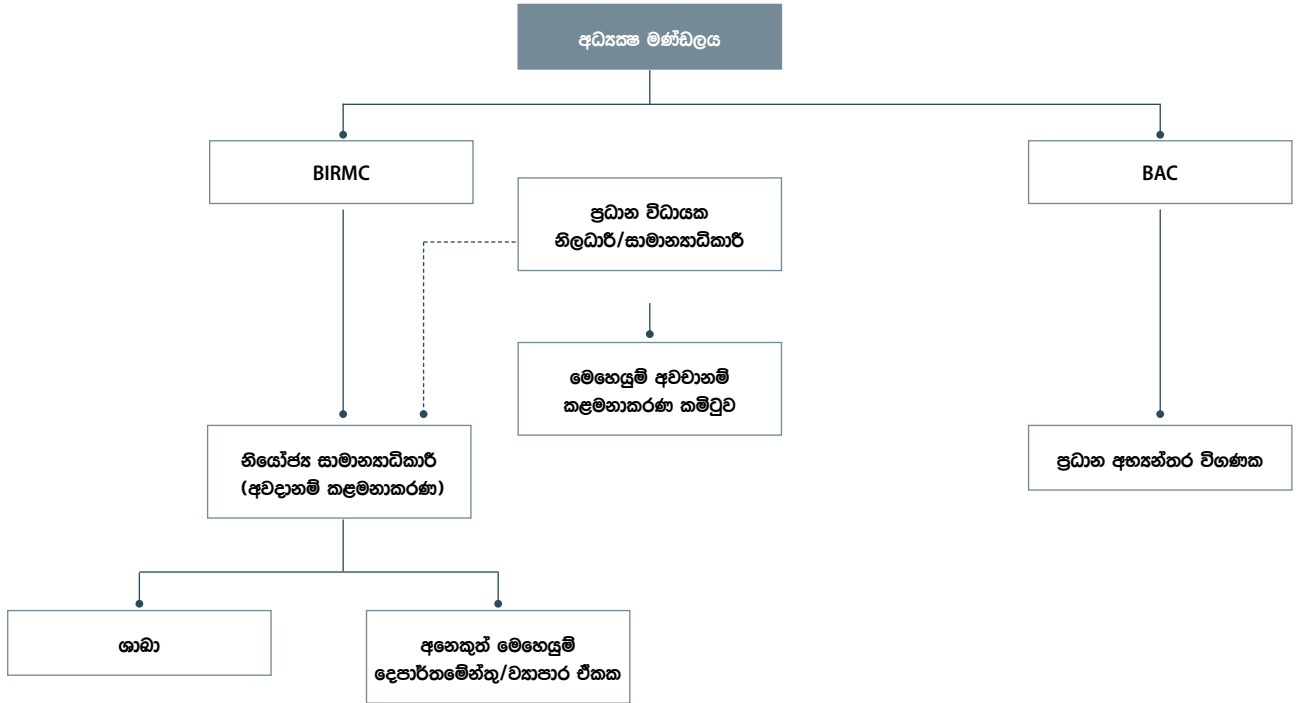 අධ්‍යක්ෂ මණ්ඩලය
BIRMC
BAC
ප්‍රධාන විධායක
නිලධාරී/සාමාන්‍යාධිකාරී
මෙහෙයුම් අවවානම්
කළමනාකරණ කමිටුව
නියෝජ්‍ය සාමාන්‍යාධිකාරී
(අවදානම් කළමනාකරණ)
ප්‍රධාන අභ්‍යන්තර විගණක
ශාඛා
අනෙකුත් මෙහෙයුම්
දෙපාර්තමේන්තු/ව්‍යාපාර ඒකක